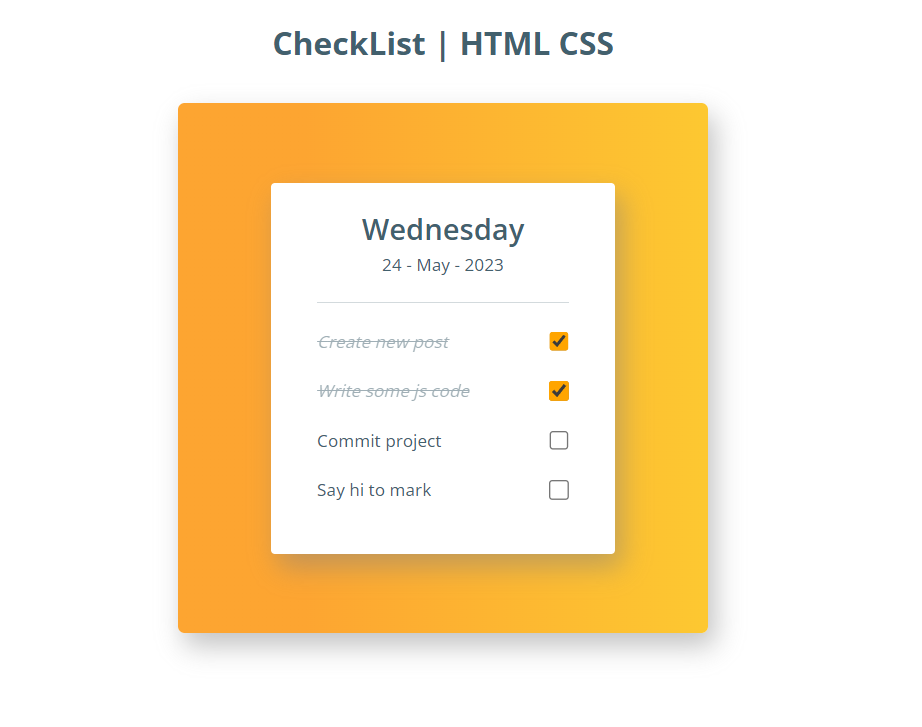 CheckList | HTML CSS
Wednesday
24 - May - 2023
Create new post
Write some js code
Commit project
Say hi to mark